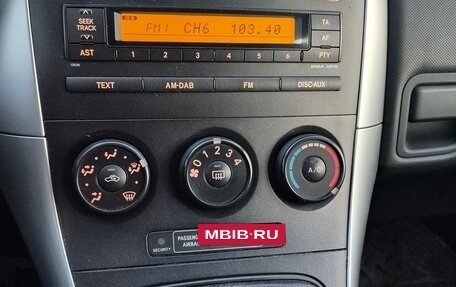 SEEK
TRACK
FM1 CH6 103.40
TA
AF
AST 1 2 3 4 5 6 PTY
TEXT AM•DAB FM DISC•AUX
0 1 2 3 4
A/C
SECURITY
PASSENG
AIRBAG
MBIB•RU